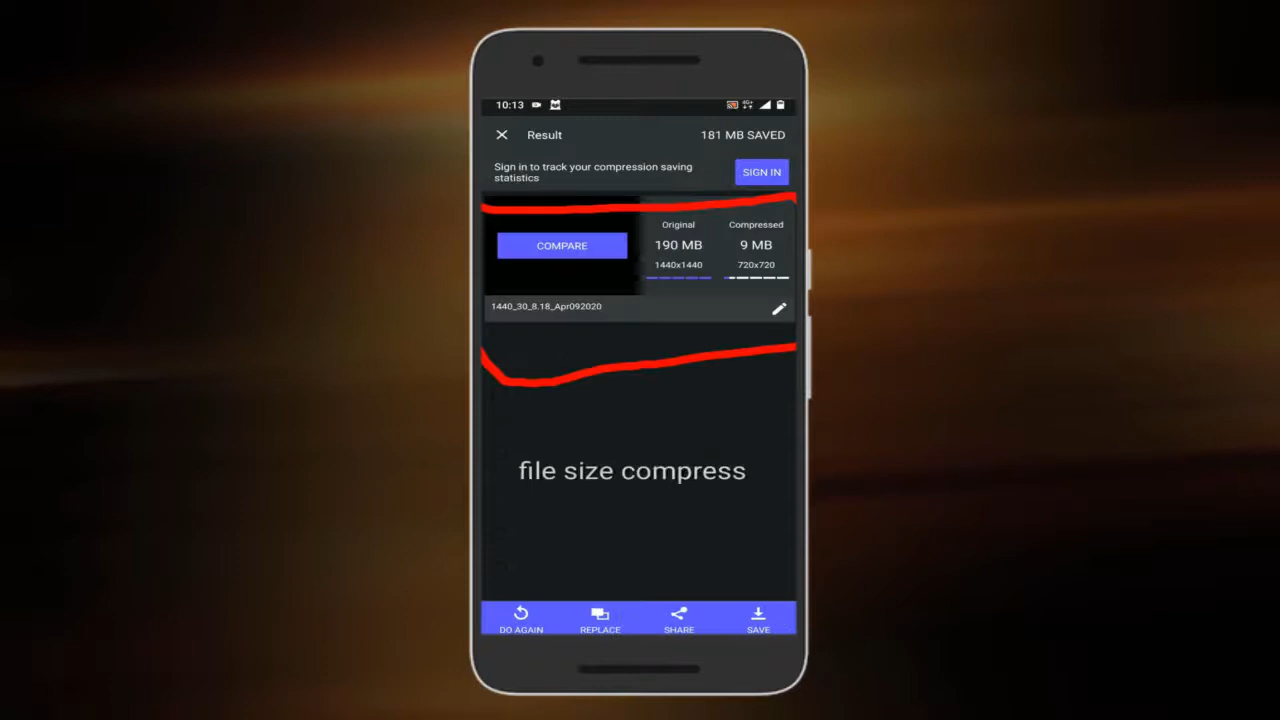 10:13
Result 181 MB SAVED
Sign in to track your compression saving
statistics
SIGN IN
Original Compressed
COMPARE 190 MB 9 MB
1440x1440 720x720
1440_30_8.18_Apr092020
file size compress
DO AGAIN REPLACE SHARE SAVE